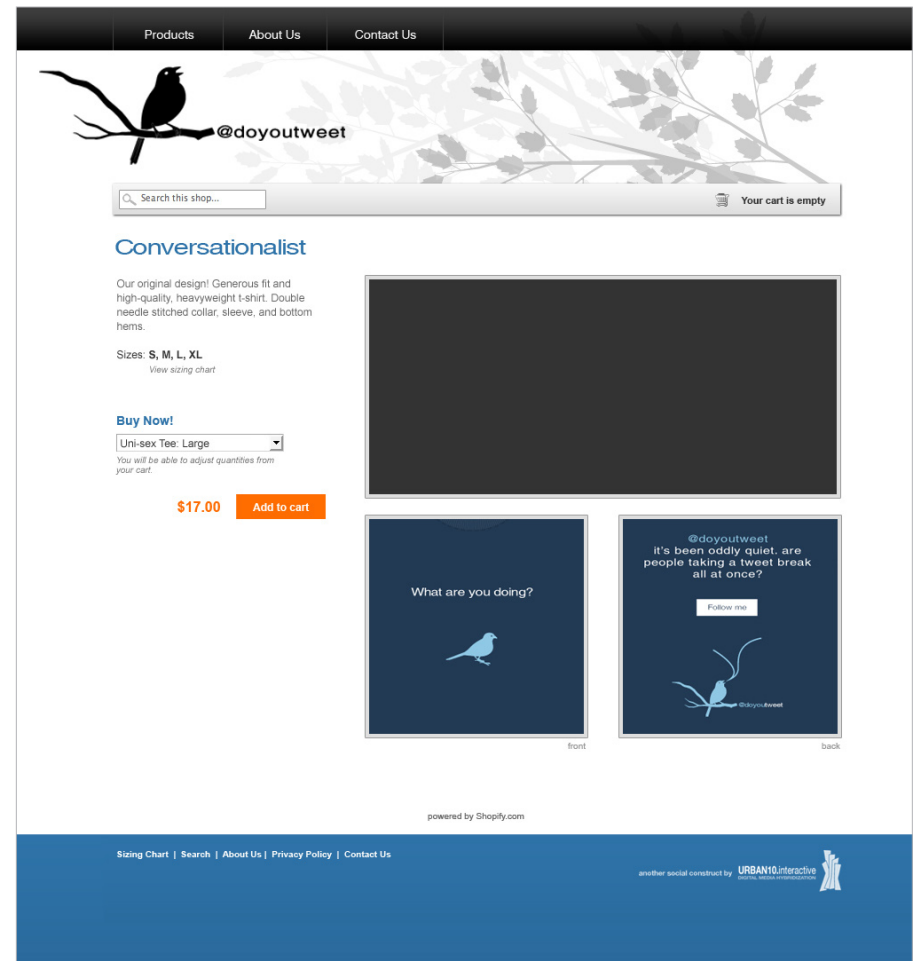 Products About Us Contact Us
@doyoutweet
Search this shop...
Your cart is empty
Conversationalist
Our original design! Generous fit and
high-quality, heavyweight t-shirt. Double
needle stitched collar, sleeve, and bottom
hems.
Sizes: S, M, L, XL
View sizing chart
Buy Now!
Uni-sex Tee: Large
You will be able to adjust quantities from
your cart.
$17.00 Add to cart
What are you doing?
front
@doyoutweet
it's been oddly quiet. are
people taking a tweet break
all at once?
Follow me
@doyoutweet
back
powered by Shopify.com
Sizing Chart | Search | About Us | Privacy Policy | Contact Us
another social construct by URBAN10.interactive
DIGITAL MEDIA HYBRIDIZATION